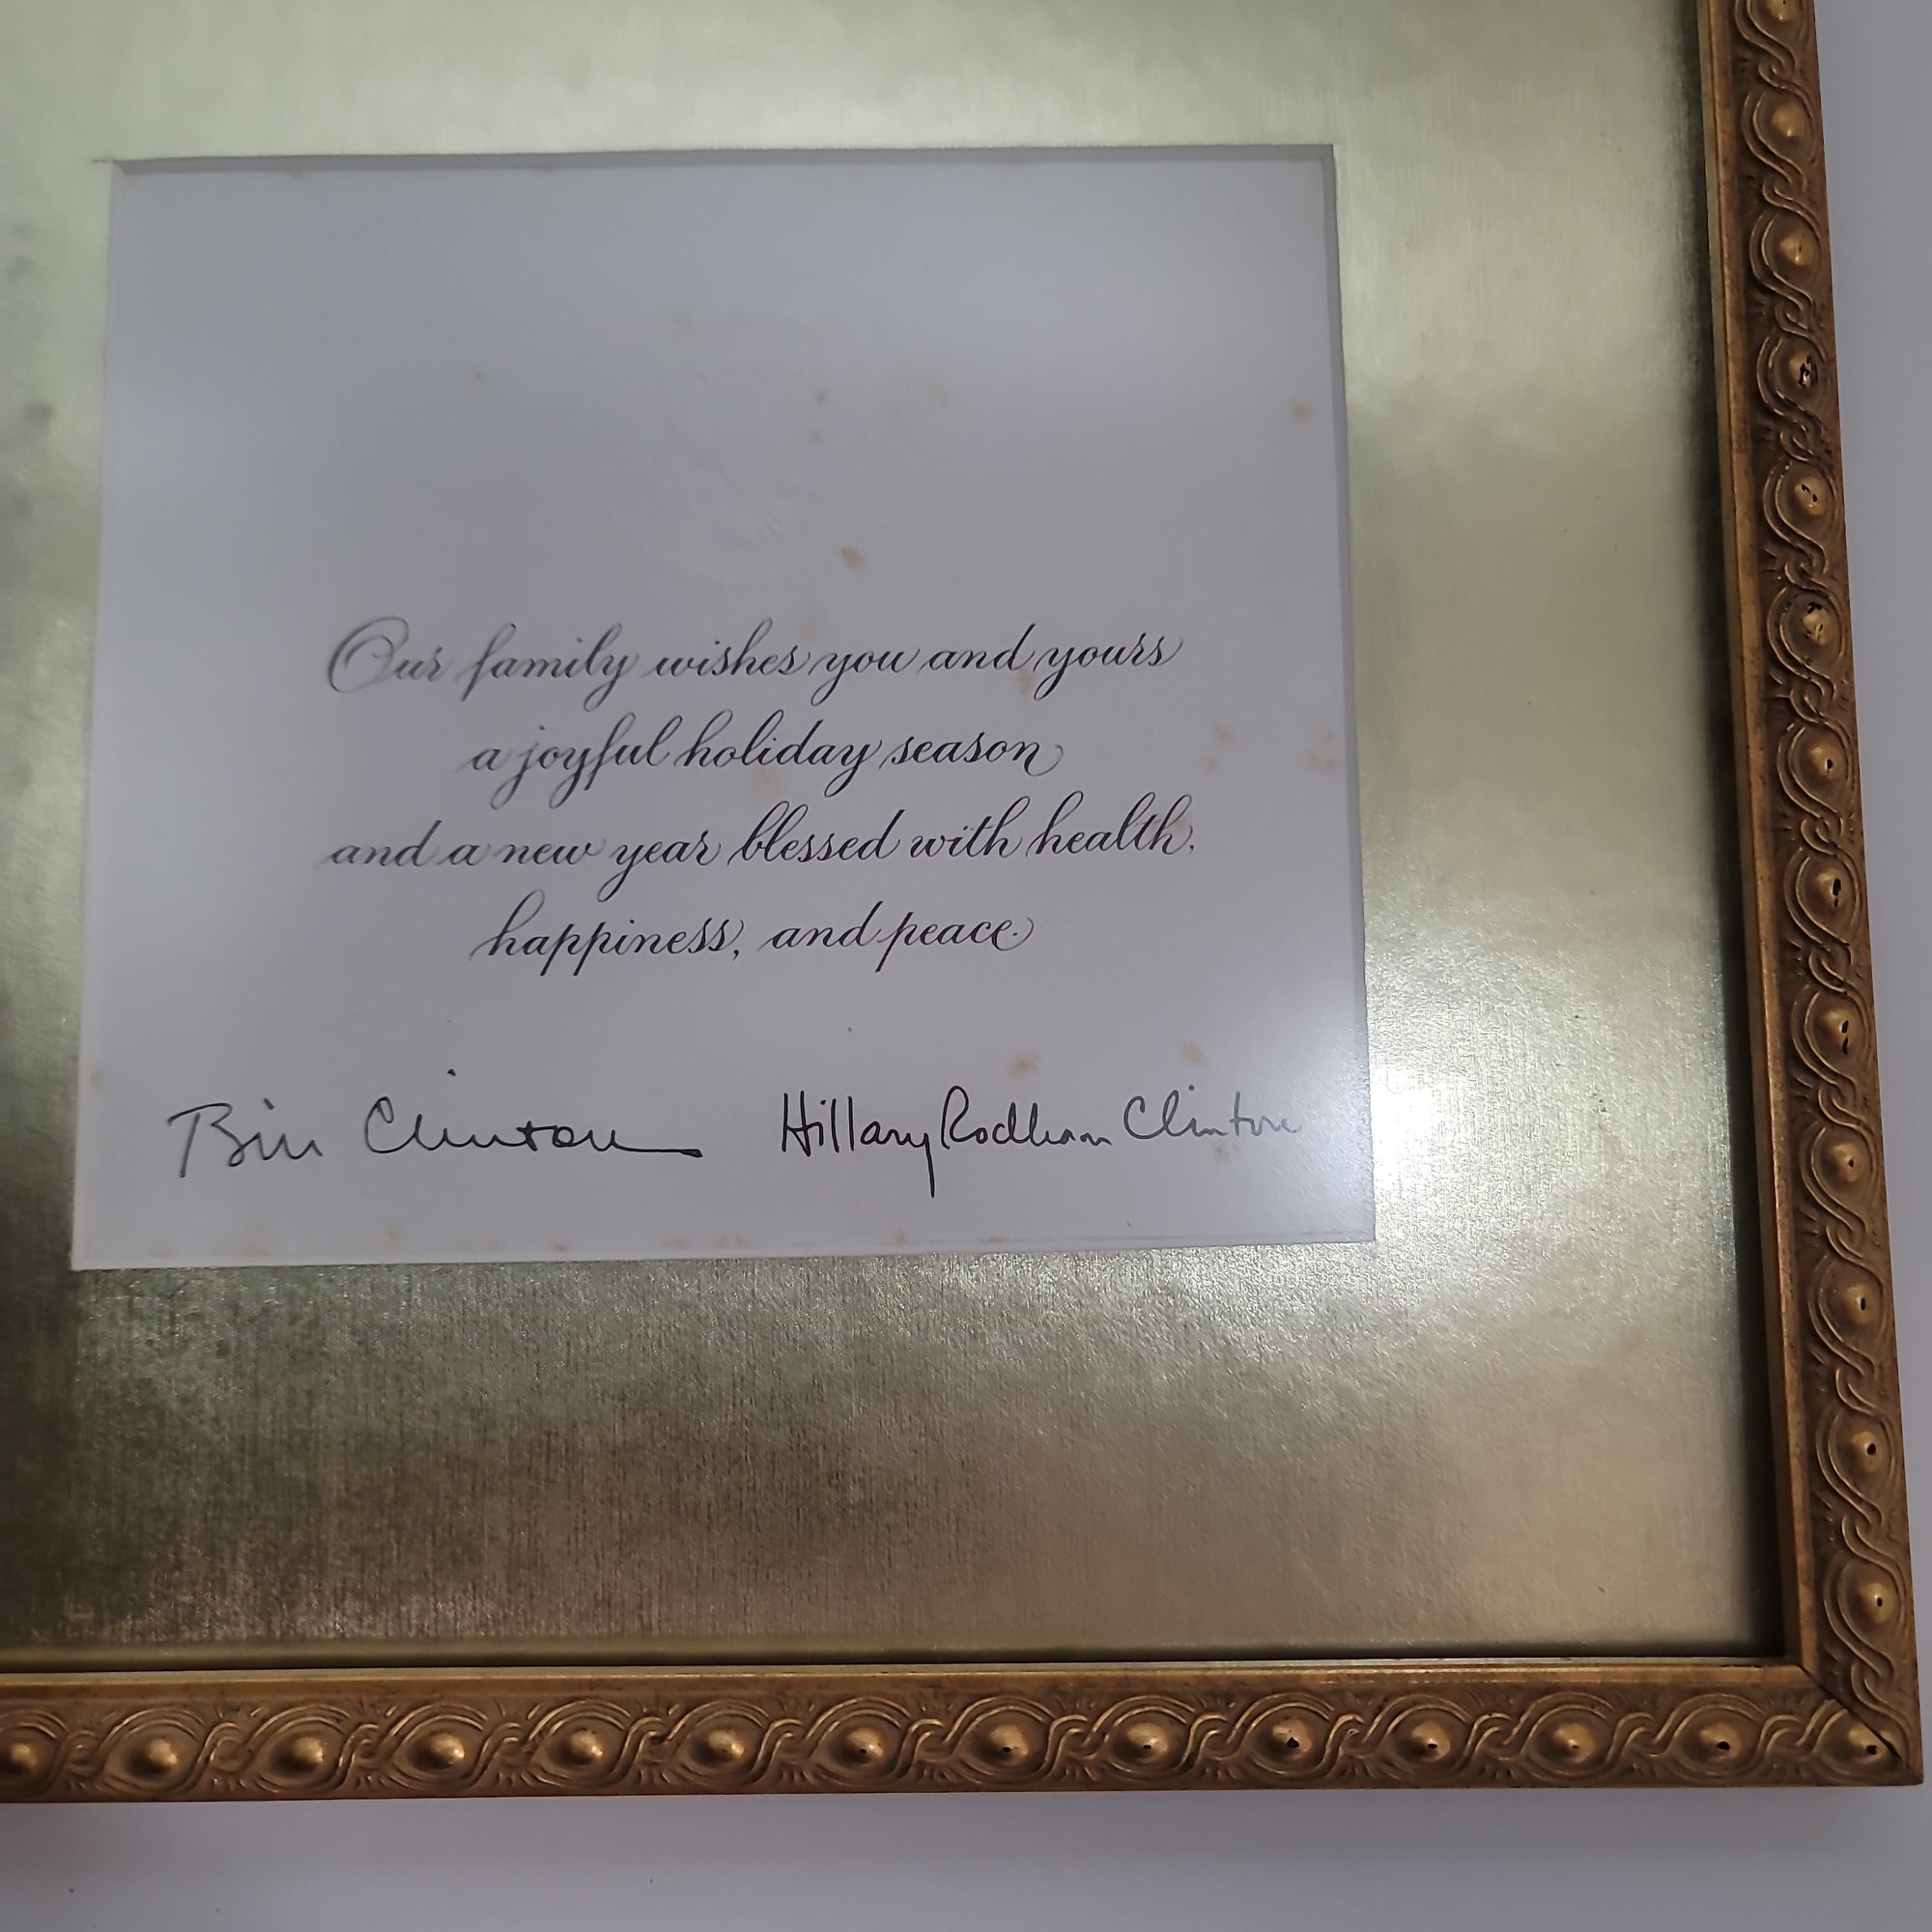 Our family wishes you and yours
a joyful holiday season
and a new year blessed with health,
happiness, and peace.
Bill Clinton Hillary Rodham Clinton